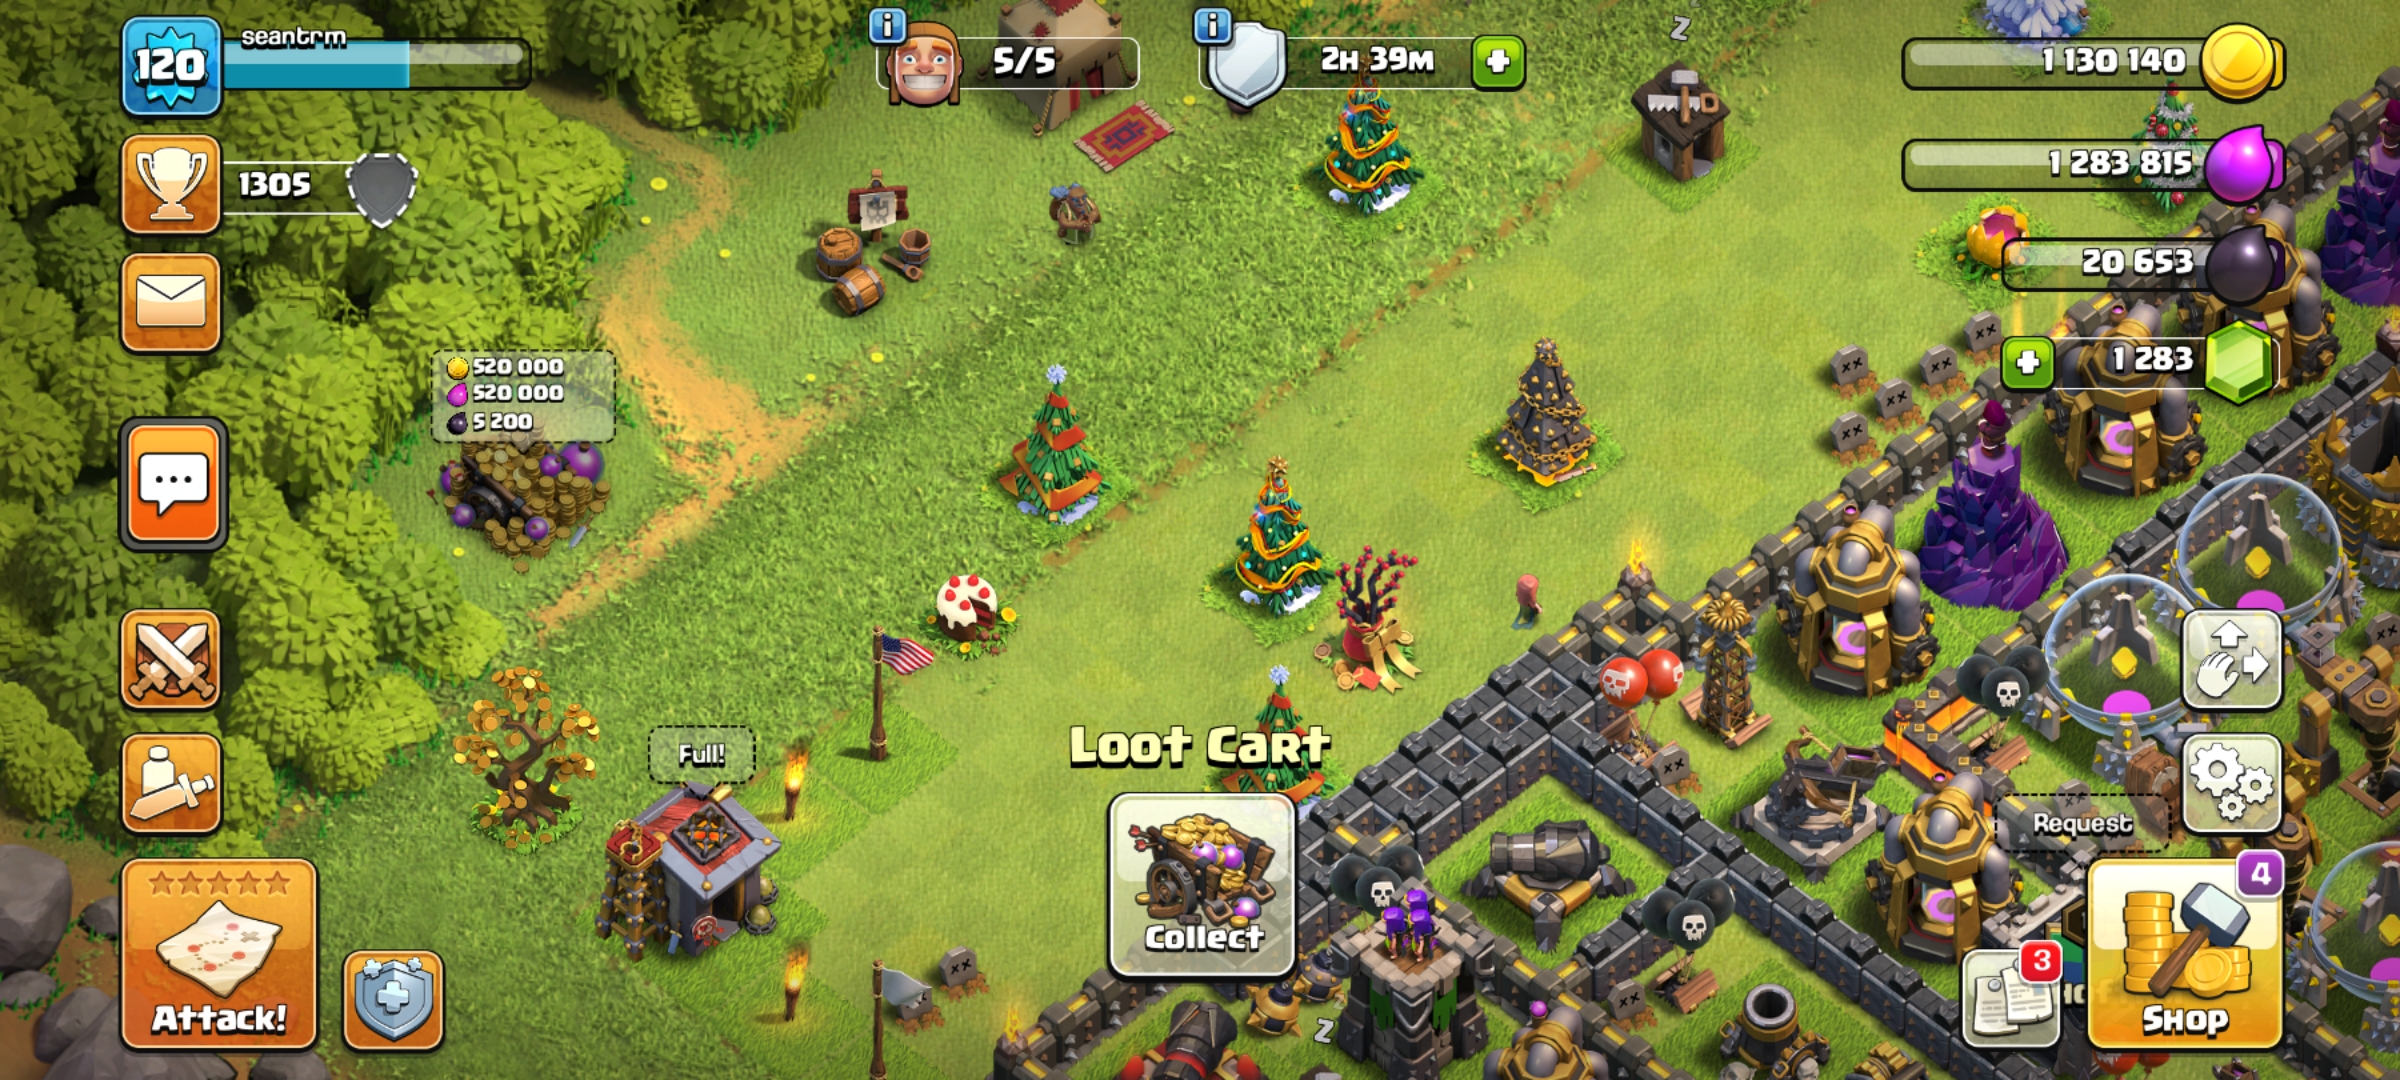 120
seantrm
5/5
2H 39M
1 130 140
1305
1 283 815
20 653
1 283
520 000
520 000
5 200
Full!
Loot Cart
Collect
Request
4
3
Attack!
Shop
z
z